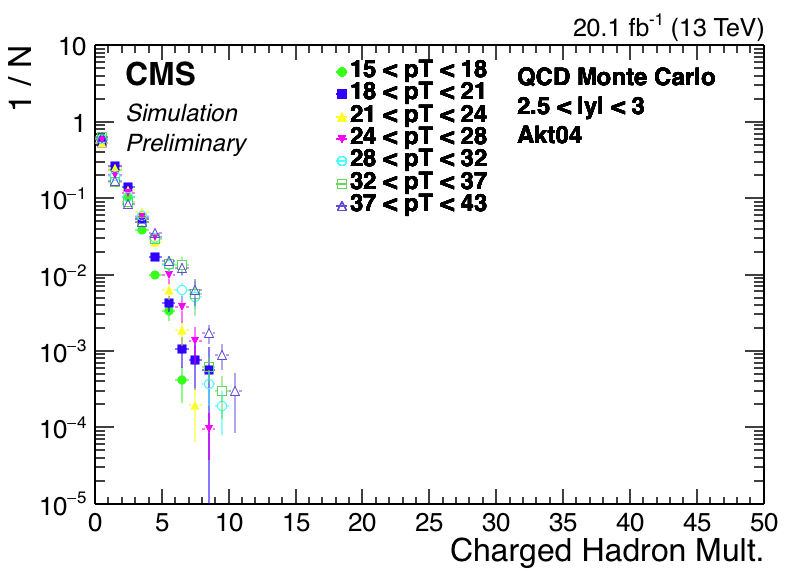 20.1 fb⁻¹ (13 TeV)
1 / N
CMS
Simulation
Preliminary
15 < pT < 18
18 < pT < 21
21 < pT < 24
24 < pT < 28
28 < pT < 32
32 < pT < 37
37 < pT < 43
QCD Monte Carlo
2.5 < lyl < 3
Akt04
10
1
10⁻¹
10⁻²
10⁻³
10⁻⁴
10⁻⁵
0 5 10 15 20 25 30 35 40 45 50
Charged Hadron Mult.